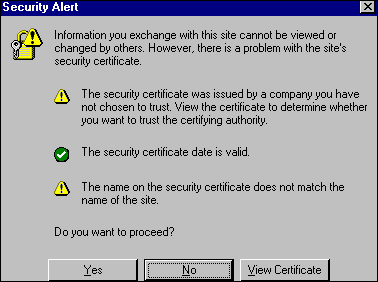 Security Alert
Information you exchange with this site cannot be viewed or
changed by others. However, there is a problem with the site's
security certificate.
The security certificate was issued by a company you have
not chosen to trust. View the certificate to determine whether
you want to trust the certifying authority.
The security certificate date is valid.
The name on the security certificate does not match the
name of the site.
Do you want to proceed?
Yes
No
View Certificate